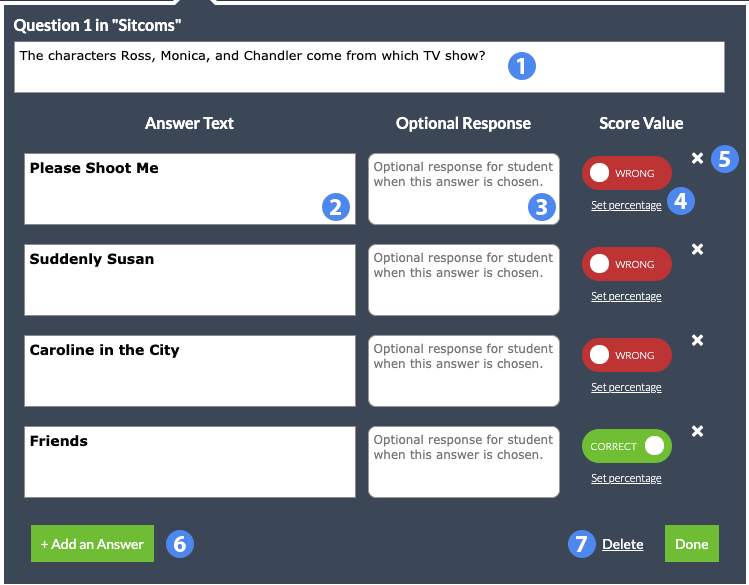 Question 1 in "Sitcoms"
The characters Ross, Monica, and Chandler come from which TV show?
1
Answer Text
Optional Response
Score Value
Please Shoot Me
2
Optional response for student
when this answer is chosen.
3
WRONG
Set percentage
4
×
5
Suddenly Susan
Optional response for student
when this answer is chosen.
WRONG
Set percentage
×
Caroline in the City
Optional response for student
when this answer is chosen.
WRONG
Set percentage
×
Friends
Optional response for student
when this answer is chosen.
CORRECT
Set percentage
×
+ Add an Answer
6
7
Delete
Done